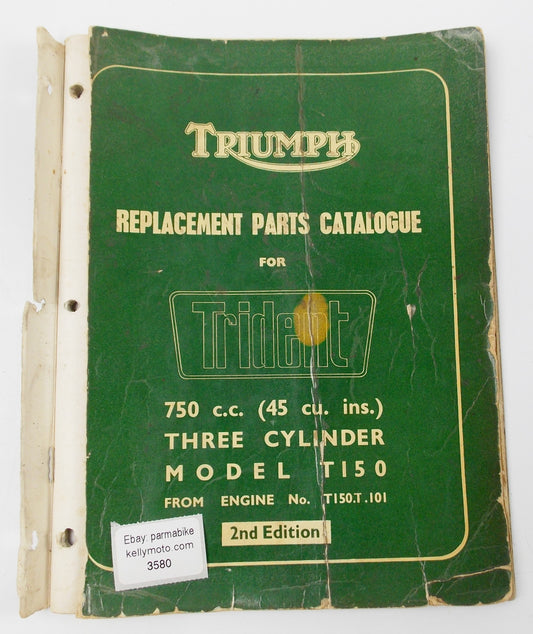 TRIUMPH
REPLACEMENT PARTS CATALOGUE
FOR
Trident
750 c.c. (45 cu. ins.)
THREE CYLINDER
MODEL T150
FROM ENGINE No. T150.T.101
2nd Edition
Ebay: parmabike
kellymoto.com
3580